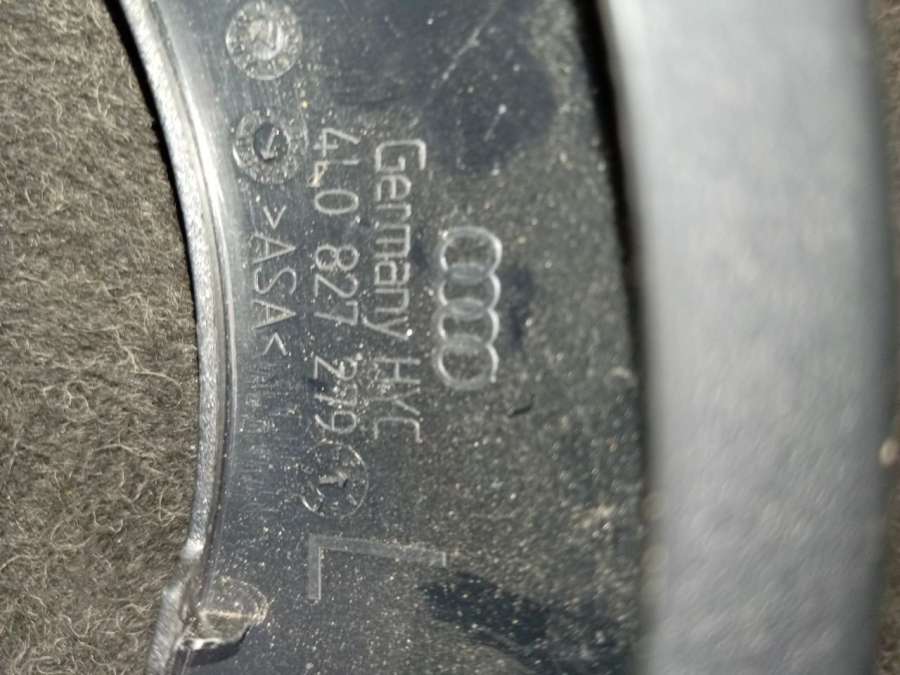 Germany HYC
4L0 827 279
>ASA<
L